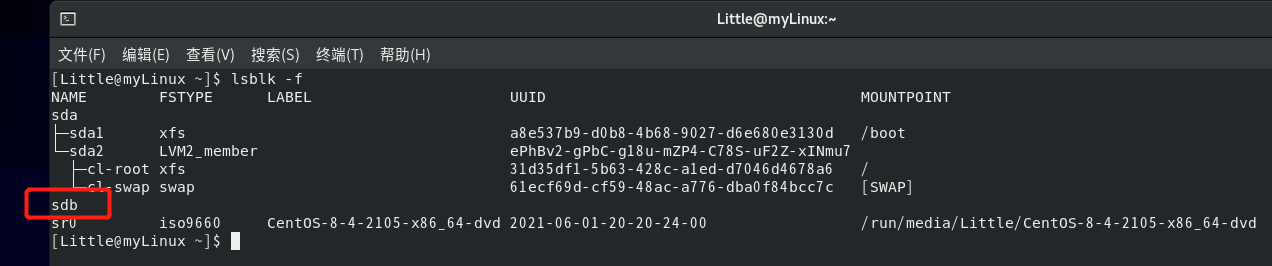 Little@myLinux:~
文件(F) 编辑(E) 查看(V) 搜索(S) 终端(T) 帮助(H)
[Little@myLinux ~]$ lsblk -f
NAME        FSTYPE      LABEL                      UUID                                   MOUNTPOINT
sda
├─sda1      xfs                                    a8e537b9-d0b8-4b68-9027-d6e680e3130d   /boot
└─sda2      LVM2_member                            ePhBv2-gPbC-g18u-mZP4-C78S-uF2Z-xINmu7
  ├─cl-root xfs                                    31d35df1-5b63-428c-a1ed-d7046d4678a6   /
  └─cl-swap swap                                   61ecf69d-cf59-48ac-a776-dba0f84bcc7c   [SWAP]
sdb
sr0         iso9660     CentOS-8-4-2105-x86_64-dvd 2021-06-01-20-20-24-00                 /run/media/Little/CentOS-8-4-2105-x86_64-dvd
[Little@myLinux ~]$